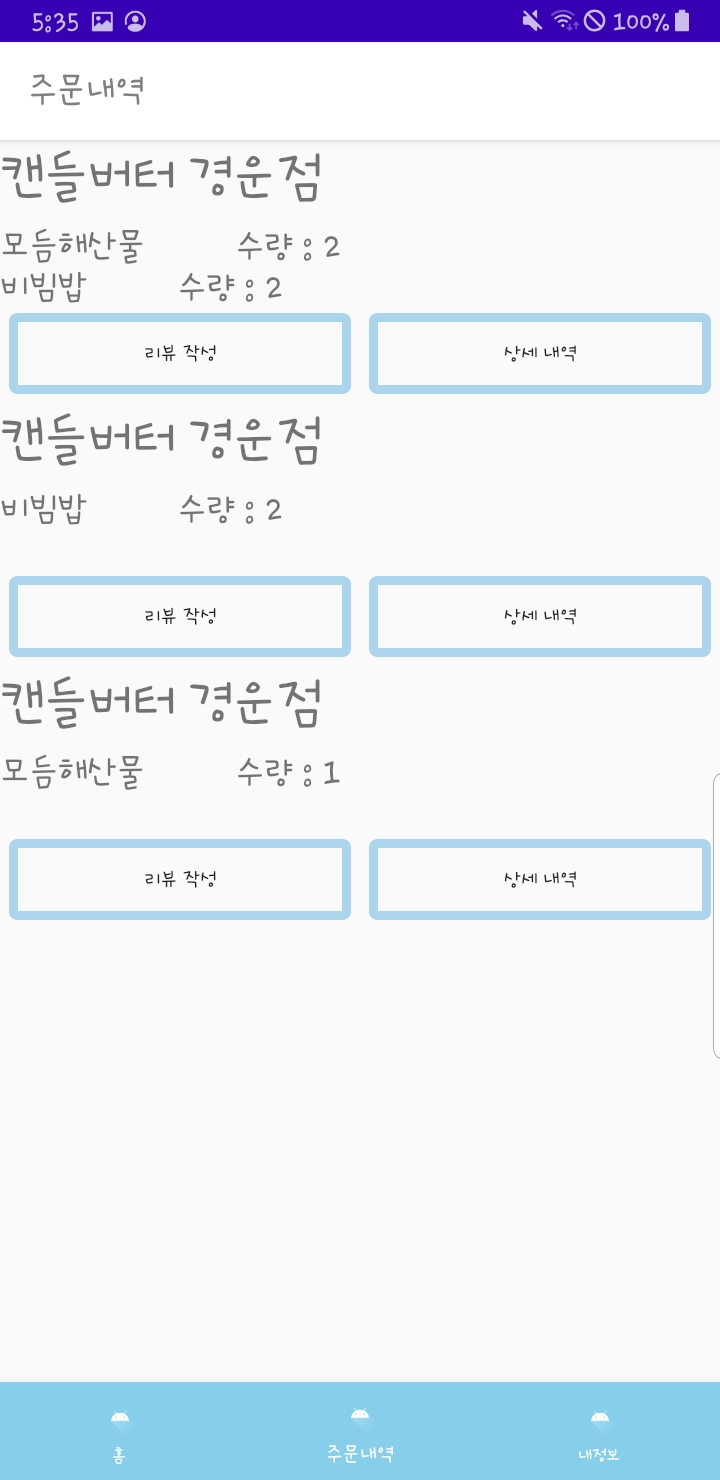 5:35 100%
주문내역
캔들버터 경운점
모듬해산물 수량 : 2
비빔밥 수량 : 2
리뷰 작성 상세 내역
캔들버터 경운점
비빔밥 수량 : 2
리뷰 작성 상세 내역
캔들버터 경운점
모듬해산물 수량 : 1
리뷰 작성 상세 내역
홈 주문내역 내정보